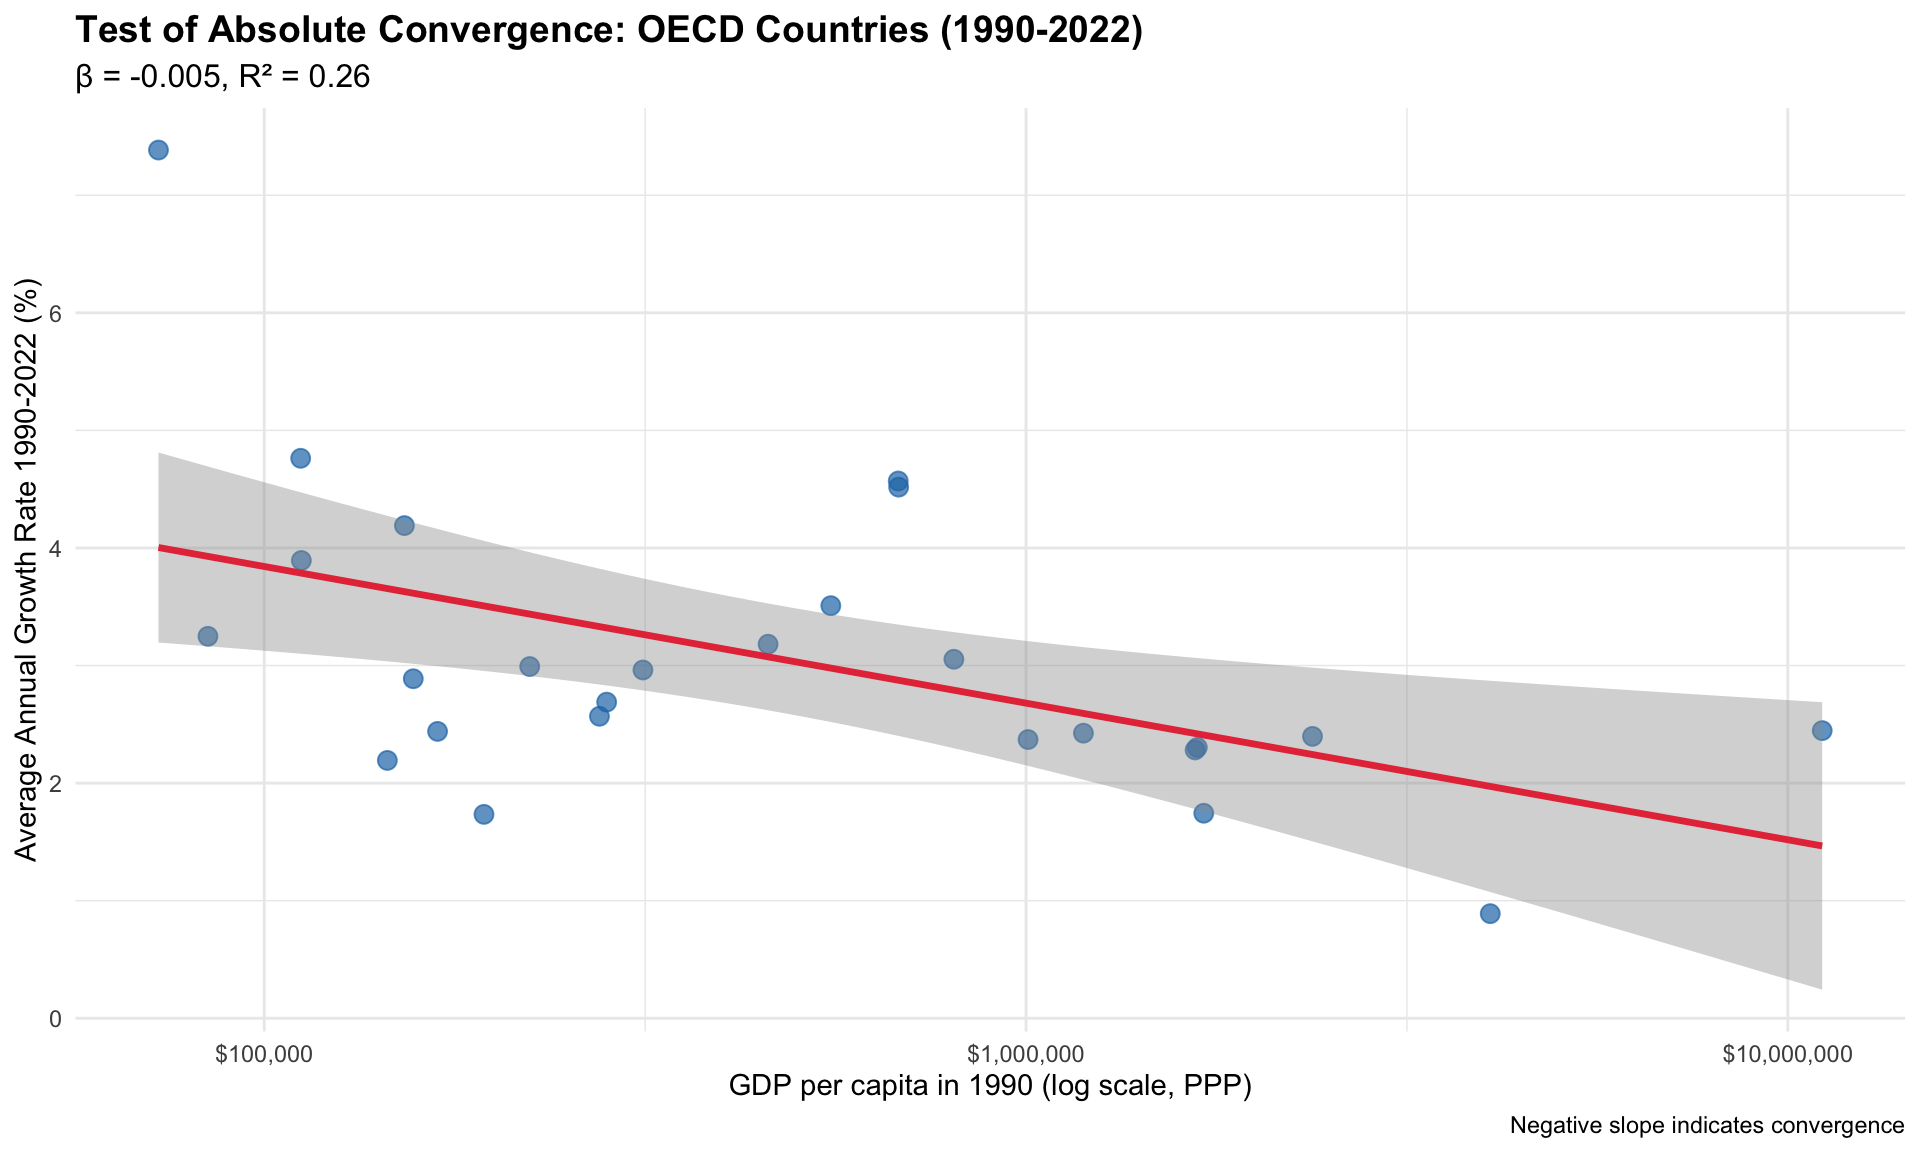 Test of Absolute Convergence: OECD Countries (1990-2022)
β = -0.005, R² = 0.26
Average Annual Growth Rate 1990-2022 (%)
6
4
2
0
$100,000
$1,000,000
$10,000,000
GDP per capita in 1990 (log scale, PPP)
Negative slope indicates convergence